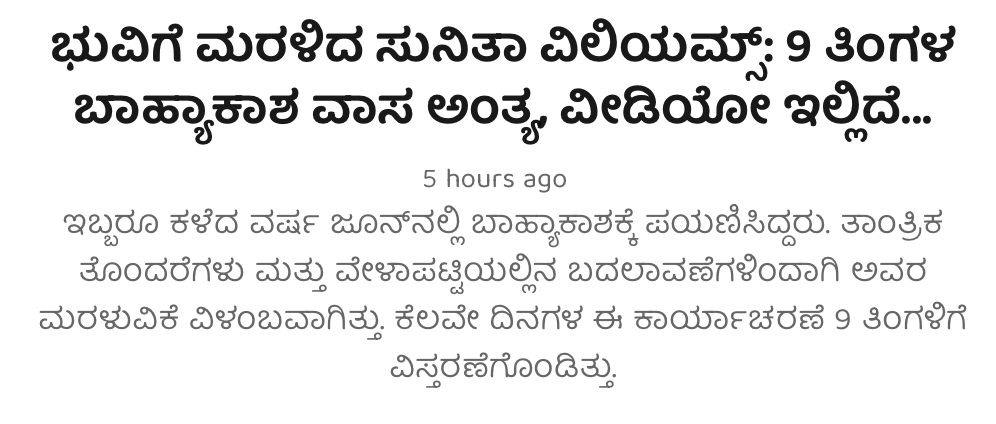 ಭುವಿಗೆ ಮರಳಿದ ಸುನಿತಾ ವಿಲಿಯಮ್ಸ್: 9 ತಿಂಗಳ
ಬಾಹ್ಯಾಕಾಶ ವಾಸ ಅಂತ್ಯ, ವೀಡಿಯೋ ಇಲ್ಲಿದೆ...
5 hours ago
ಇಬ್ಬರೂ ಕಳೆದ ವರ್ಷ ಜೂನ್‌ನಲ್ಲಿ ಬಾಹ್ಯಾಕಾಶಕ್ಕೆ ಪಯಣಿಸಿದ್ದರು. ತಾಂತ್ರಿಕ
ತೊಂದರೆಗಳು ಮತ್ತು ವೇಳಾಪಟ್ಟಿಯಲ್ಲಿನ ಬದಲಾವಣೆಗಳಿಂದಾಗಿ ಅವರ
ಮರಳುವಿಕೆ ವಿಳಂಬವಾಗಿತ್ತು. ಕೆಲವೇ ದಿನಗಳ ಈ ಕಾರ್ಯಾಚರಣೆ 9 ತಿಂಗಳಿಗೆ
ವಿಸ್ತರಣೆಗೊಂಡಿತ್ತು.